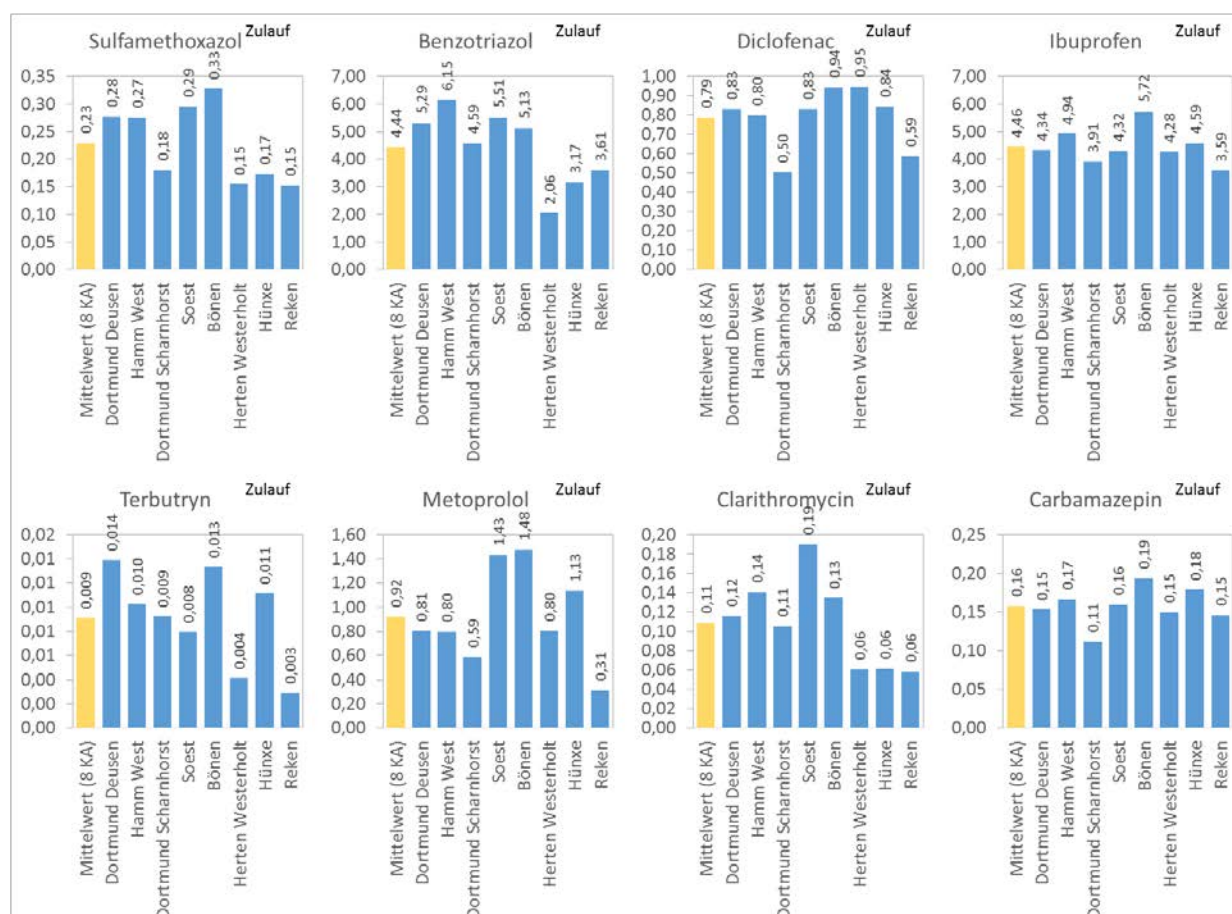 Sulfamethoxazol Zulauf
0,35
0,30
0,25
0,20
0,15
0,10
0,05
0,00
0,23
0,28
0,27
0,18
0,29
0,33
0,15
0,17
0,15
Mittelwert (8 KA)
Dortmund Deusen
Hamm West
Dortmund Scharnhorst
Soest
Bönen
Herten Westerholt
Hünxe
Reken
Benzotriazol Zulauf
7,00
6,00
5,00
4,00
3,00
2,00
1,00
0,00
4,44
5,29
6,15
4,59
5,51
5,13
2,06
3,17
3,61
Mittelwert (8 KA)
Dortmund Deusen
Hamm West
Dortmund Scharnhorst
Soest
Bönen
Herten Westerholt
Hünxe
Reken
Diclofenac Zulauf
1,00
0,90
0,80
0,70
0,60
0,50
0,40
0,30
0,20
0,10
0,00
0,79
0,83
0,80
0,50
0,83
0,94
0,95
0,84
0,59
Mittelwert (8 KA)
Dortmund Deusen
Hamm West
Dortmund Scharnhorst
Soest
Bönen
Herten Westerholt
Hünxe
Reken
Ibuprofen Zulauf
7,00
6,00
5,00
4,00
3,00
2,00
1,00
0,00
4,46
4,34
4,94
3,91
4,32
5,72
4,28
4,59
3,59
Mittelwert (8 KA)
Dortmund Deusen
Hamm West
Dortmund Scharnhorst
Soest
Bönen
Herten Westerholt
Hünxe
Reken
Terbutryn Zulauf
0,02
0,01
0,01
0,01
0,01
0,01
0,00
0,00
0,00
0,009
0,014
0,010
0,009
0,008
0,013
0,004
0,011
0,003
Mittelwert (8 KA)
Dortmund Deusen
Hamm West
Dortmund Scharnhorst
Soest
Bönen
Herten Westerholt
Hünxe
Reken
Metoprolol Zulauf
1,60
1,40
1,20
1,00
0,80
0,60
0,40
0,20
0,00
0,92
0,81
0,80
0,59
1,43
1,48
0,80
1,13
0,31
Mittelwert (8 KA)
Dortmund Deusen
Hamm West
Dortmund Scharnhorst
Soest
Bönen
Herten Westerholt
Hünxe
Reken
Clarithromycin Zulauf
0,20
0,18
0,16
0,14
0,12
0,10
0,08
0,06
0,04
0,02
0,00
0,11
0,12
0,14
0,11
0,19
0,13
0,06
0,06
0,06
Mittelwert (8 KA)
Dortmund Deusen
Hamm West
Dortmund Scharnhorst
Soest
Bönen
Herten Westerholt
Hünxe
Reken
Carbamazepin Zulauf
0,25
0,20
0,15
0,10
0,05
0,00
0,16
0,15
0,17
0,11
0,16
0,19
0,15
0,18
0,15
Mittelwert (8 KA)
Dortmund Deusen
Hamm West
Dortmund Scharnhorst
Soest
Bönen
Herten Westerholt
Hünxe
Reken